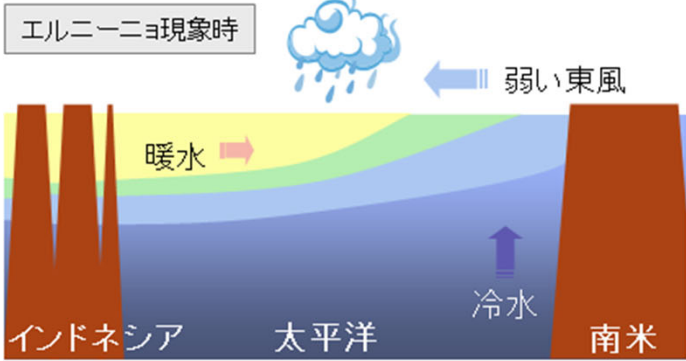 エルニーニョ現象時
弱い東風
暖水
冷水
インドネシア
太平洋
南米